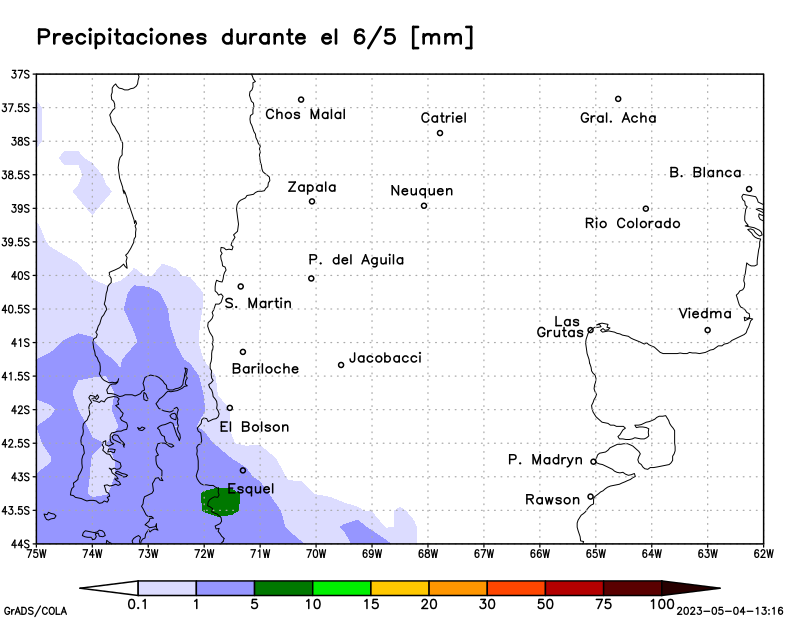 Precipitaciones durante el 6/5 [mm]
37S
37.5S
38S
38.5S
39S
39.5S
40S
40.5S
41S
41.5S
42S
42.5S
43S
43.5S
44S
Chos Malal
Catriel
Gral. Acha
B. Blanca
Zapala
Neuquen
Rio Colorado
P. del Aguila
S. Martin
Viedma
Las
Grutas
Bariloche
Jacobacci
El Bolson
P. Madryn
Esquel
Rawson
75W 74W 73W 72W 71W 70W 69W 68W 67W 66W 65W 64W 63W 62W
0.1 1 5 10 15 20 30 50 75 100
GrADS/COLA
2023-05-04-13:16